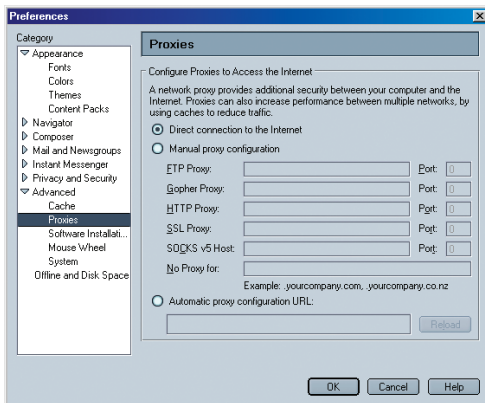 Preferences
Category
Appearance
Fonts
Colors
Themes
Content Packs
Navigator
Composer
Mail and Newsgroups
Instant Messenger
Privacy and Security
Advanced
Cache
Proxies
Software Installati...
Mouse Wheel
System
Offline and Disk Space
Proxies
Configure Proxies to Access the Internet
A network proxy provides additional security between your computer and the
Internet. Proxies can also increase performance between multiple networks, by
using caches to reduce traffic.
Direct connection to the Internet
Manual proxy configuration
FTP Proxy: Port: 0
Gopher Proxy: Port: 0
HTTP Proxy: Port: 0
SSL Proxy: Port: 0
SOCKS v5 Host: Port: 0
No Proxy for:
Example: .yourcompany.com, .yourcompany.co.nz
Automatic proxy configuration URL:
Reload
OK Cancel Help